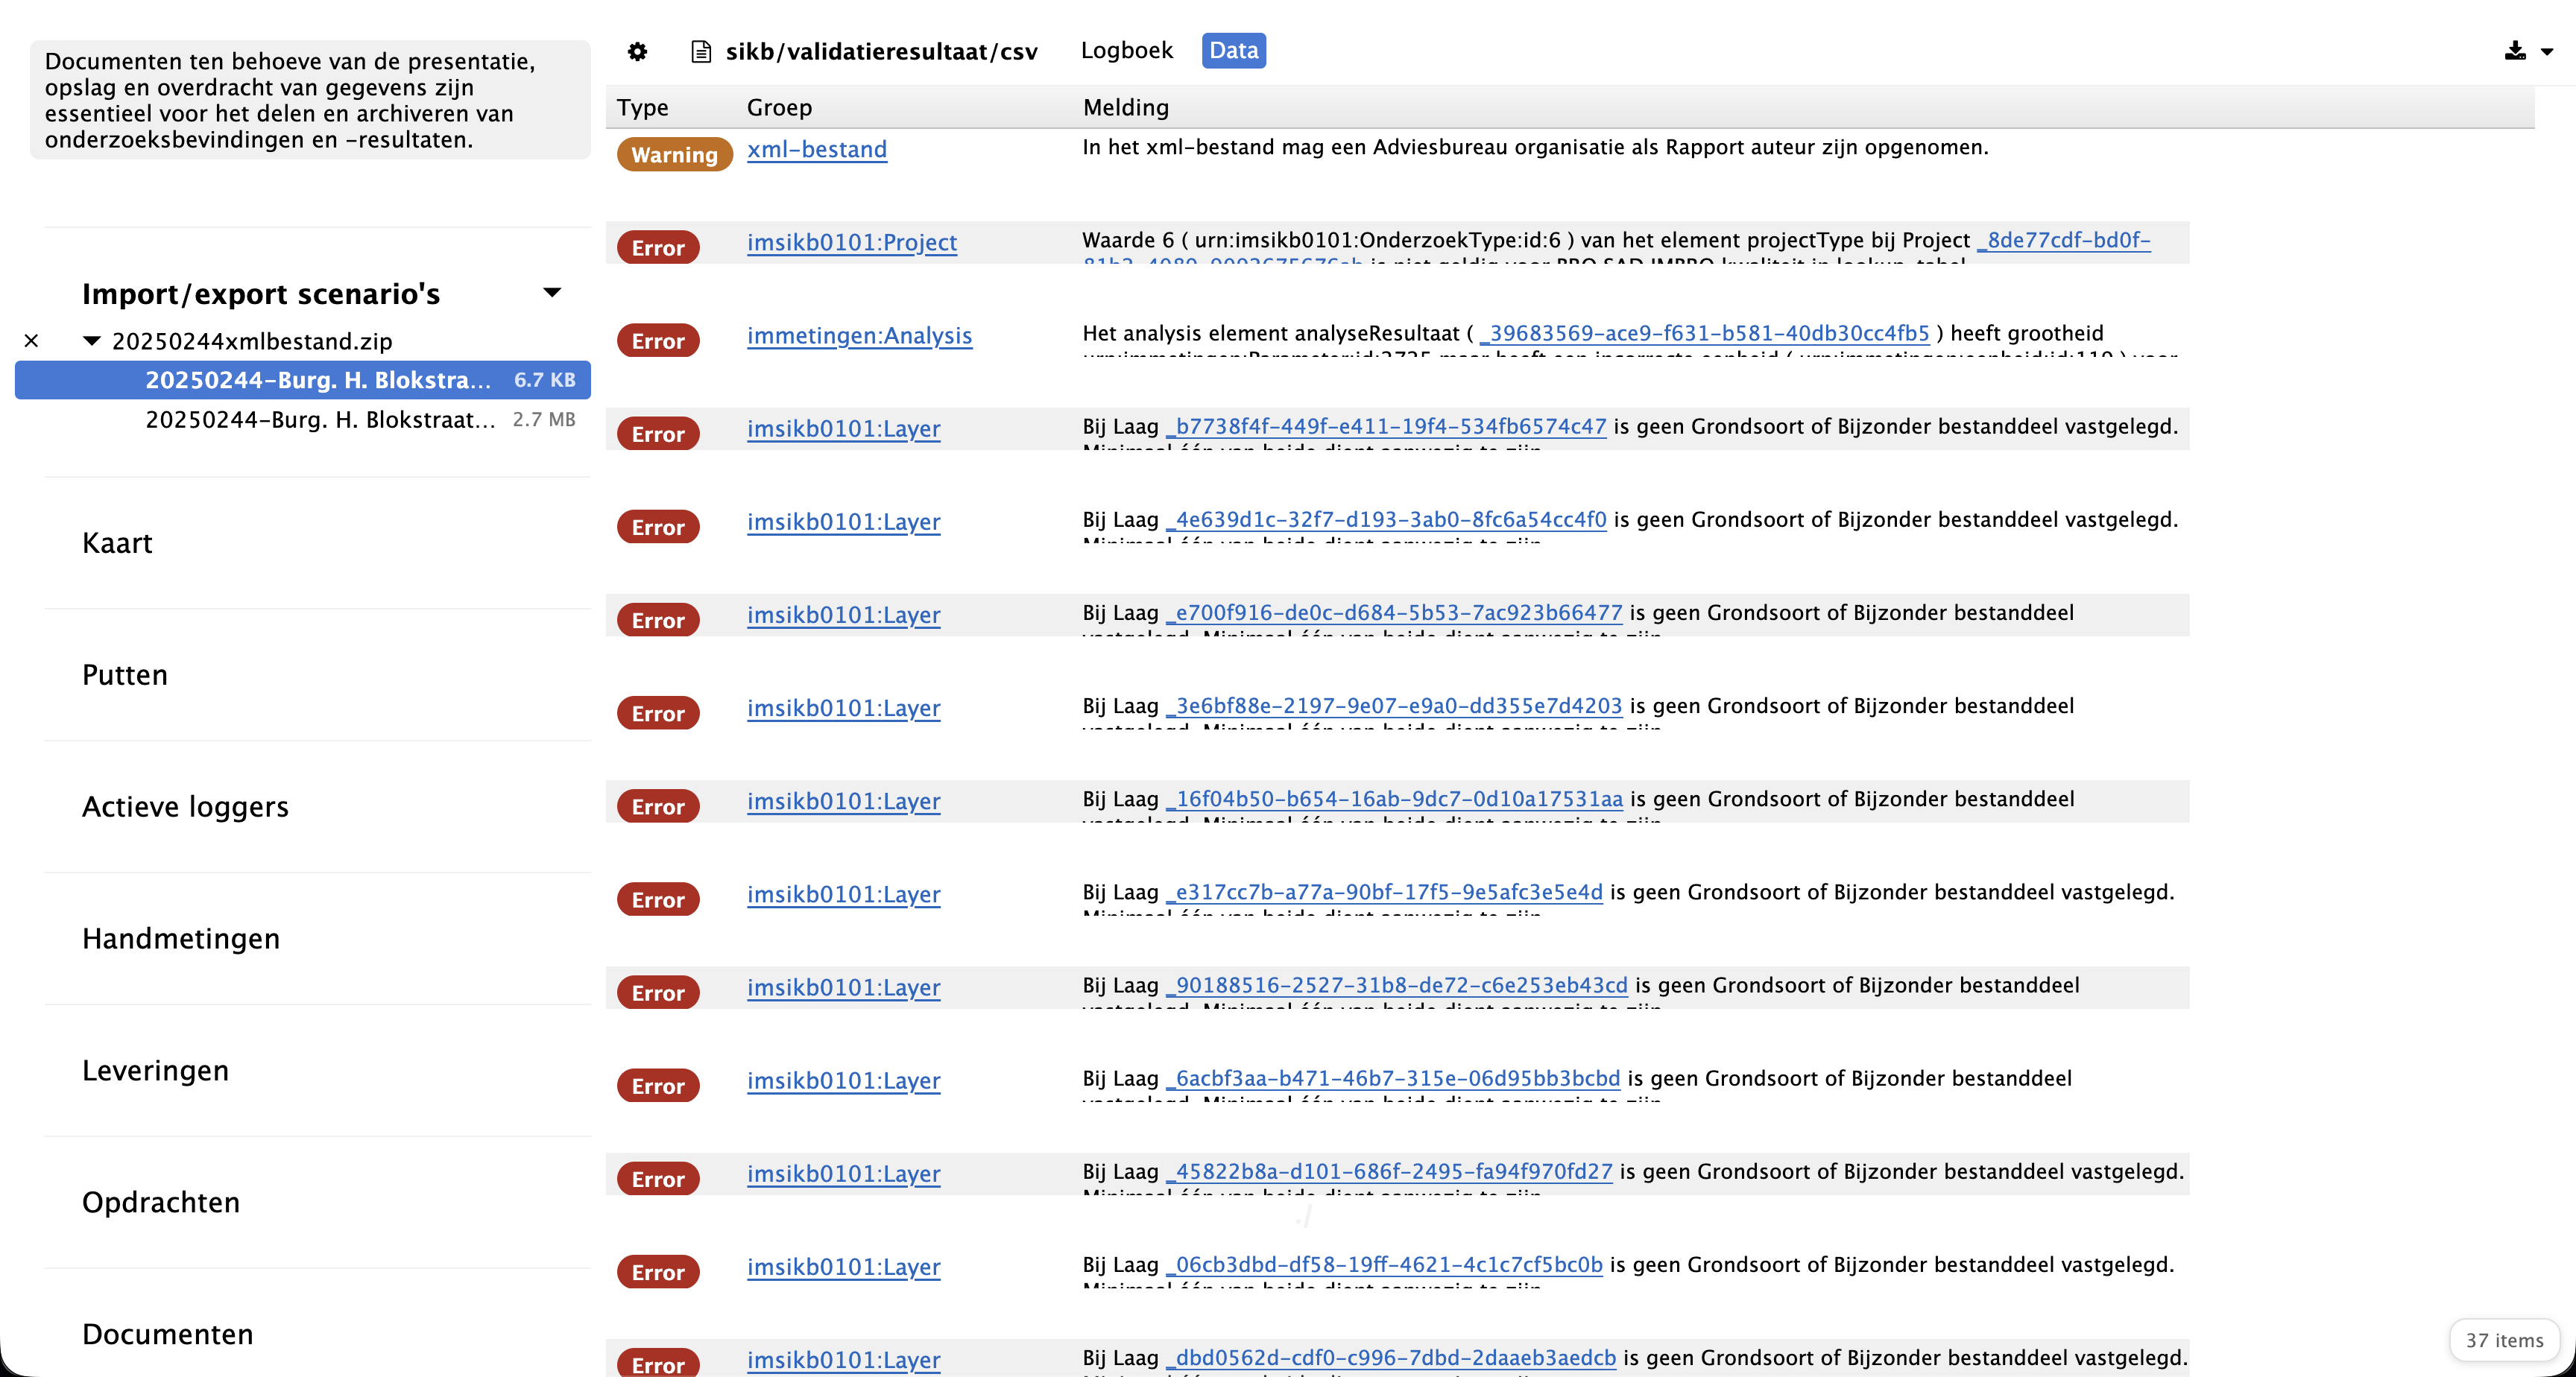 Documenten ten behoeve van de presentatie,
opslag en overdracht van gegevens zijn
essentieel voor het delen en archiveren van
onderzoeksbevindingen en -resultaten.
Import/export scenario's
20250244xmlbestand.zip
20250244-Burg. H. Blokstra... 6.7 KB
20250244-Burg. H. Blokstraat... 2.7 MB
Kaart
Putten
Actieve loggers
Handmetingen
Leveringen
Opdrachten
Documenten
sikb/validatieresultaat/csv Logboek Data
Type Groep Melding
Warning xml-bestand In het xml-bestand mag een Adviesbureau organisatie als Rapport auteur zijn opgenomen.
Error imsikb0101:Project Waarde 6 ( urn:imsikb0101:OnderzoekType:id:6 ) van het element projectType bij Project _8de77cdf-bd0f-
Error immetingen:Analysis Het analysis element analyseResultaat ( _39683569-ace9-f631-b581-40db30cc4fb5 ) heeft grootheid
Error imsikb0101:Layer Bij Laag _b7738f4f-449f-e411-19f4-534fb6574c47 is geen Grondsoort of Bijzonder bestanddeel vastgelegd.
Error imsikb0101:Layer Bij Laag _4e639d1c-32f7-d193-3ab0-8fc6a54cc4f0 is geen Grondsoort of Bijzonder bestanddeel vastgelegd.
Error imsikb0101:Layer Bij Laag _e700f916-de0c-d684-5b53-7ac923b66477 is geen Grondsoort of Bijzonder bestanddeel
Error imsikb0101:Layer Bij Laag _3e6bf88e-2197-9e07-e9a0-dd355e7d4203 is geen Grondsoort of Bijzonder bestanddeel
Error imsikb0101:Layer Bij Laag _16f04b50-b654-16ab-9dc7-0d10a17531aa is geen Grondsoort of Bijzonder bestanddeel
Error imsikb0101:Layer Bij Laag _e317cc7b-a77a-90bf-17f5-9e5afc3e5e4d is geen Grondsoort of Bijzonder bestanddeel vastgelegd.
Error imsikb0101:Layer Bij Laag _90188516-2527-31b8-de72-c6e253eb43cd is geen Grondsoort of Bijzonder bestanddeel
Error imsikb0101:Layer Bij Laag _6acbf3aa-b471-46b7-315e-06d95bb3bcbd is geen Grondsoort of Bijzonder bestanddeel
Error imsikb0101:Layer Bij Laag _45822b8a-d101-686f-2495-fa94f970fd27 is geen Grondsoort of Bijzonder bestanddeel vastgelegd.
Error imsikb0101:Layer Bij Laag _06cb3dbd-df58-19ff-4621-4c1c7cf5bc0b is geen Grondsoort of Bijzonder bestanddeel vastgelegd.
Error imsikb0101:Layer Bij Laag _dbd0562d-cdf0-c996-7dbd-2daaeb3aedcb is geen Grondsoort of Bijzonder bestanddeel vastgelegd.
37 items